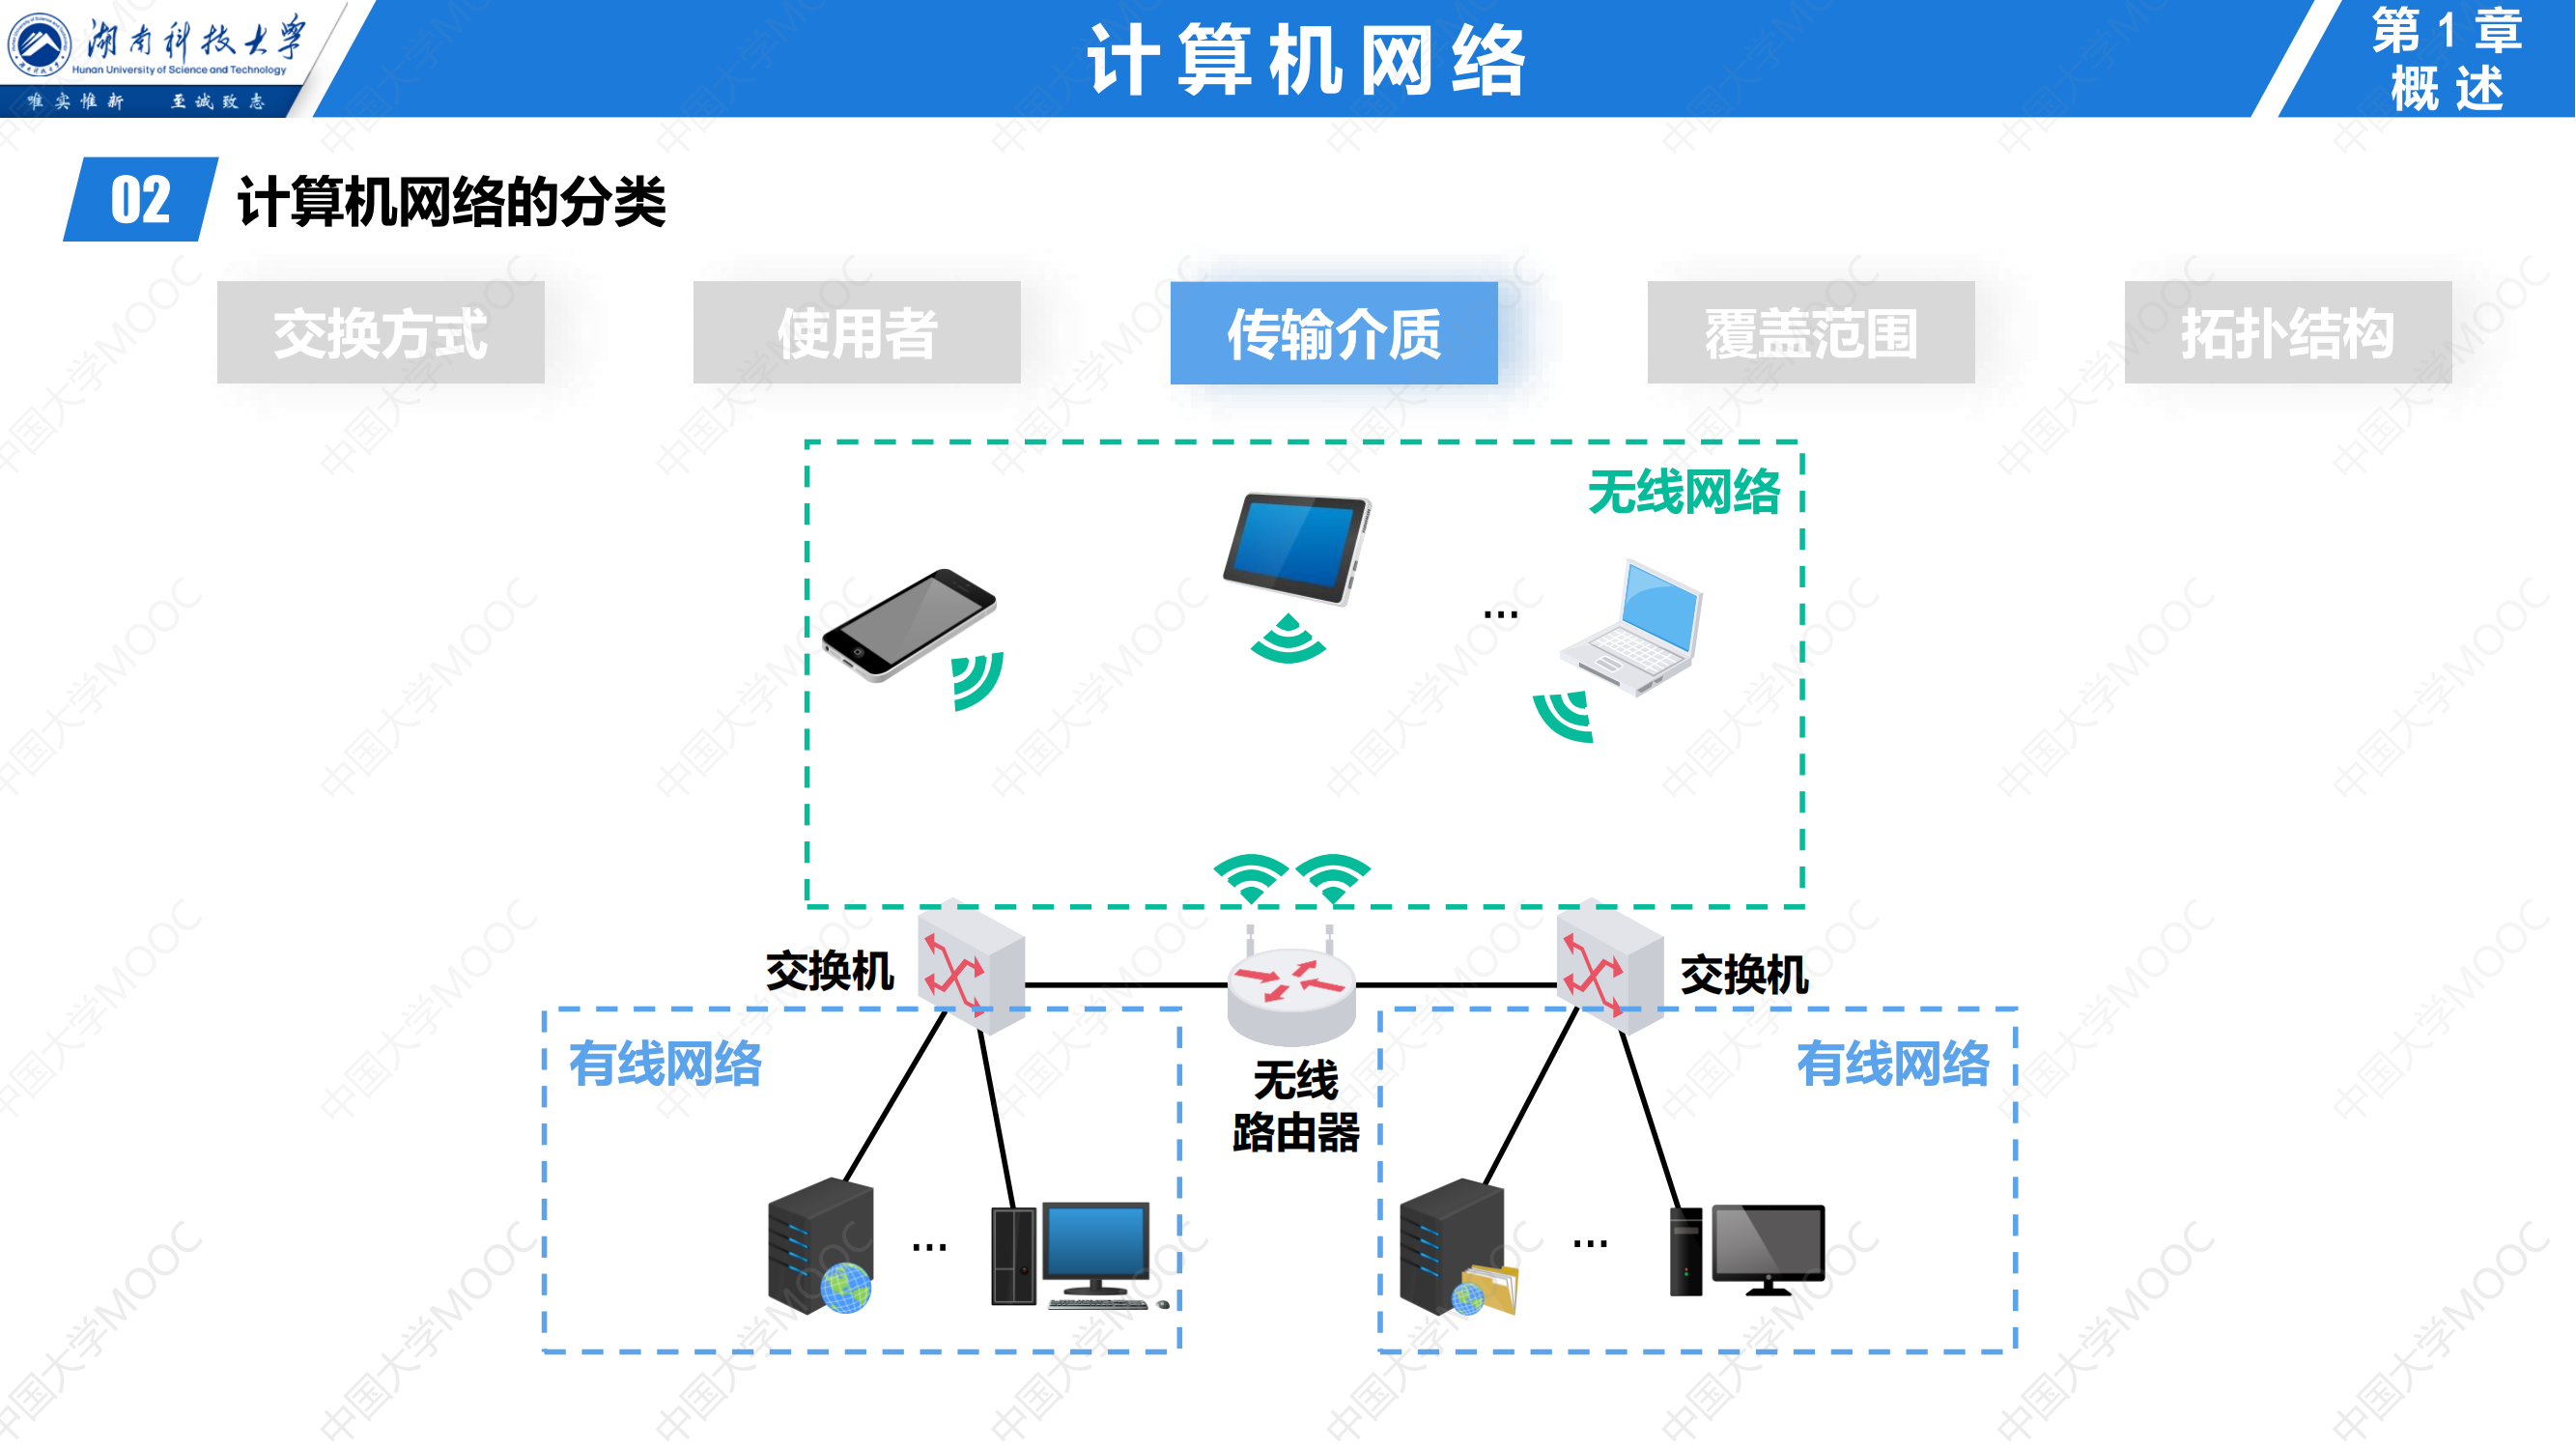 湖南科技大学
Hunan University of Science and Technology
唯实惟新 至诚致志
计算机网络
第1章
概述
02 计算机网络的分类
交换方式 使用者 传输介质 覆盖范围 拓扑结构
无线网络
...
交换机
交换机
有线网络
无线
路由器
有线网络
...
...
中国大学MOOC